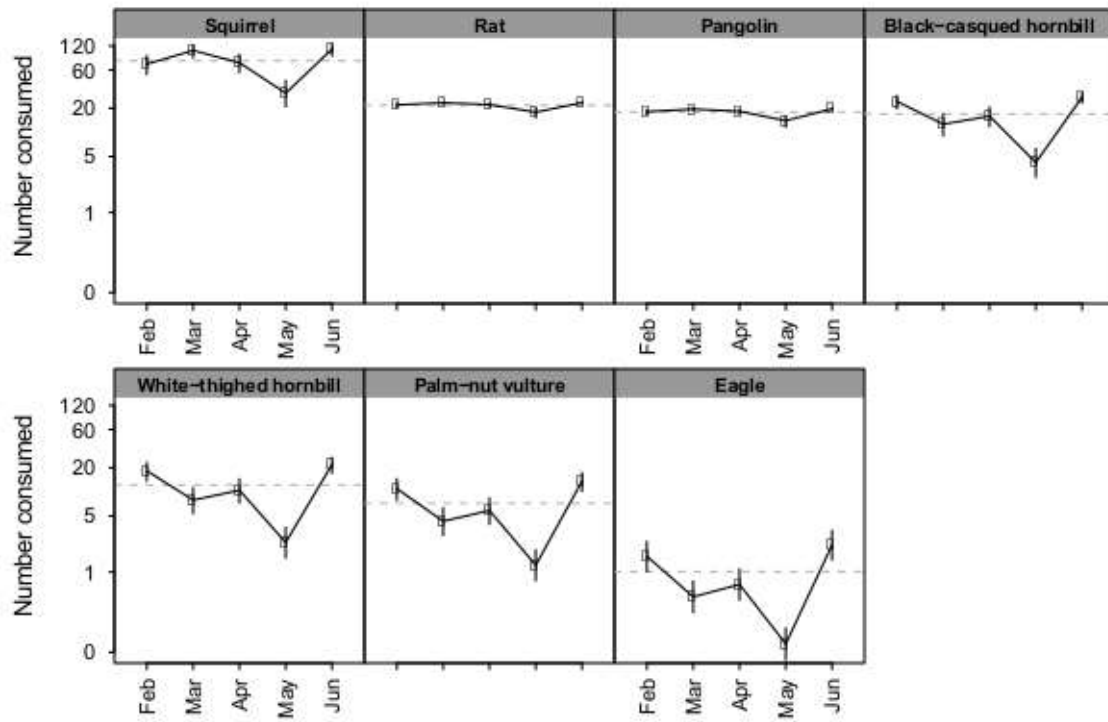 Squirrel Rat Pangolin Black-casqued hornbill
Number consumed
120
60
20
5
1
0
Feb Mar Apr May Jun Feb Mar Apr May Jun
White-thighed hornbill Palm-nut vulture Eagle
Number consumed
120
60
20
5
1
0
Feb Mar Apr May Jun Feb Mar Apr May Jun